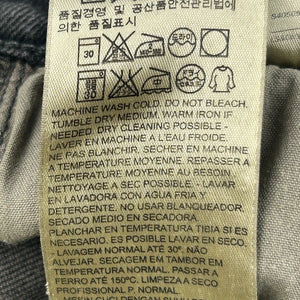 품질경영 및 공산품안전관리법에
의한 품질표시
30
드라이
MACHINE WASH COLD. DO NOT BLEACH.
TUMBLE DRY MEDIUM. WARM IRON IF
NEEDED. DRY CLEANING POSSIBLE -
LAVER EN MACHINE À L'EAU FROIDE.
NE PAS BLANCHIR. SECHER EN MACHINE
A TEMPERATURE MOYENNE. REPASSER A
TEMPERATURE MOYENNE AU BESOIN.
NETTOYAGE A SEC POSSIBLE. - LAVAR
EN LAVADORA CON AGUA FRIA Y
DETERGENTE. NO USAR BLANQUEADOR.
SECADO MEDIO EN SECADORA.
PLANCHAR EN TEMPERATURA TIBIA SI ES
NECESARIO. ES POSIBLE LAVAR EN SECO.
- LAVAGEM NORMAL ATÉ 30°. NÃO
ALVEJAR. SECAGEM EM TAMBOR EM
TEMPERATURA NORMAL. PASSAR A
FERRO ATÉ 150°C. LIMPEZA A SECO